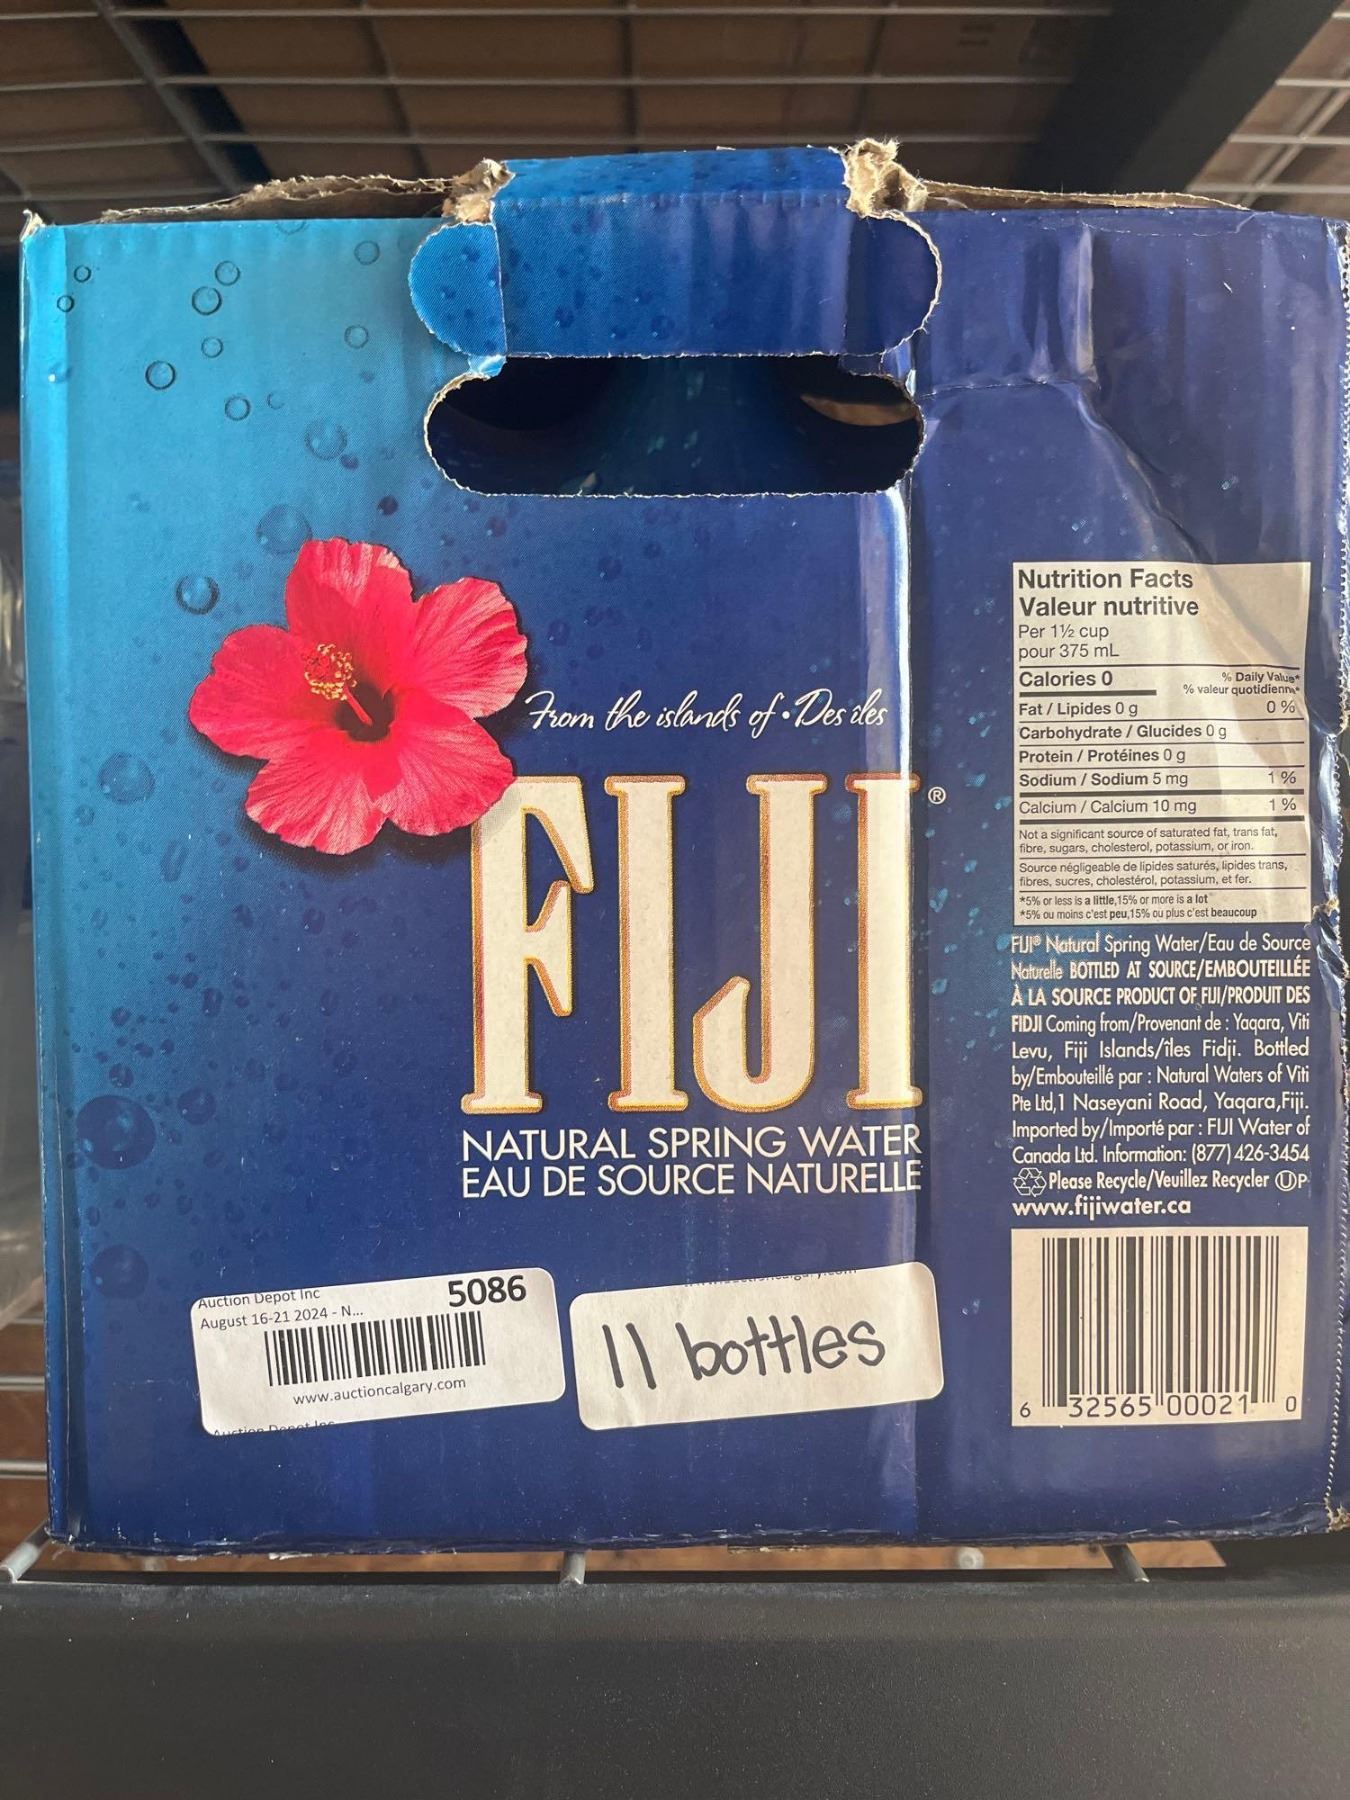 From the islands of • Des îles
FIJI®
NATURAL SPRING WATER
EAU DE SOURCE NATURELLE
Nutrition Facts
Valeur nutritive
Per 1½ cup
pour 375 mL
Calories 0
% Daily Value*
% valeur quotidienne*
Fat / Lipides 0 g 0 %
Carbohydrate / Glucides 0 g
Protein / Protéines 0 g
Sodium / Sodium 5 mg 1 %
Calcium / Calcium 10 mg 1 %
Not a significant source of saturated fat, trans fat,
fibre, sugars, cholesterol, potassium, or iron.
Source négligeable de lipides saturés, lipides trans,
fibres, sucres, cholestérol, potassium, et fer.
*5% or less is a little,15% or more is a lot
*5% ou moins c'est peu,15% ou plus c'est beaucoup
FIJI® Natural Spring Water/Eau de Source
Naturelle BOTTLED AT SOURCE/EMBOUTEILLÉE
À LA SOURCE PRODUCT OF FIJI/PRODUIT DES
FIDJI Coming from/Provenant de : Yaqara, Viti
Levu, Fiji Islands/îles Fidji. Bottled
by/Embouteillé par : Natural Waters of Viti
Pte Ltd,1 Naseyani Road, Yaqara,Fiji.
Imported by/Importé par : FIJI Water of
Canada Ltd. Information: (877) 426-3454
Please Recycle/Veuillez Recycler ⓊP
www.fijiwater.ca
6 32565 00021 0
Auction Depot Inc 5086
August 16-21 2024 - N...
www.auctioncalgary.com
Auction Depot Inc
11 bottles